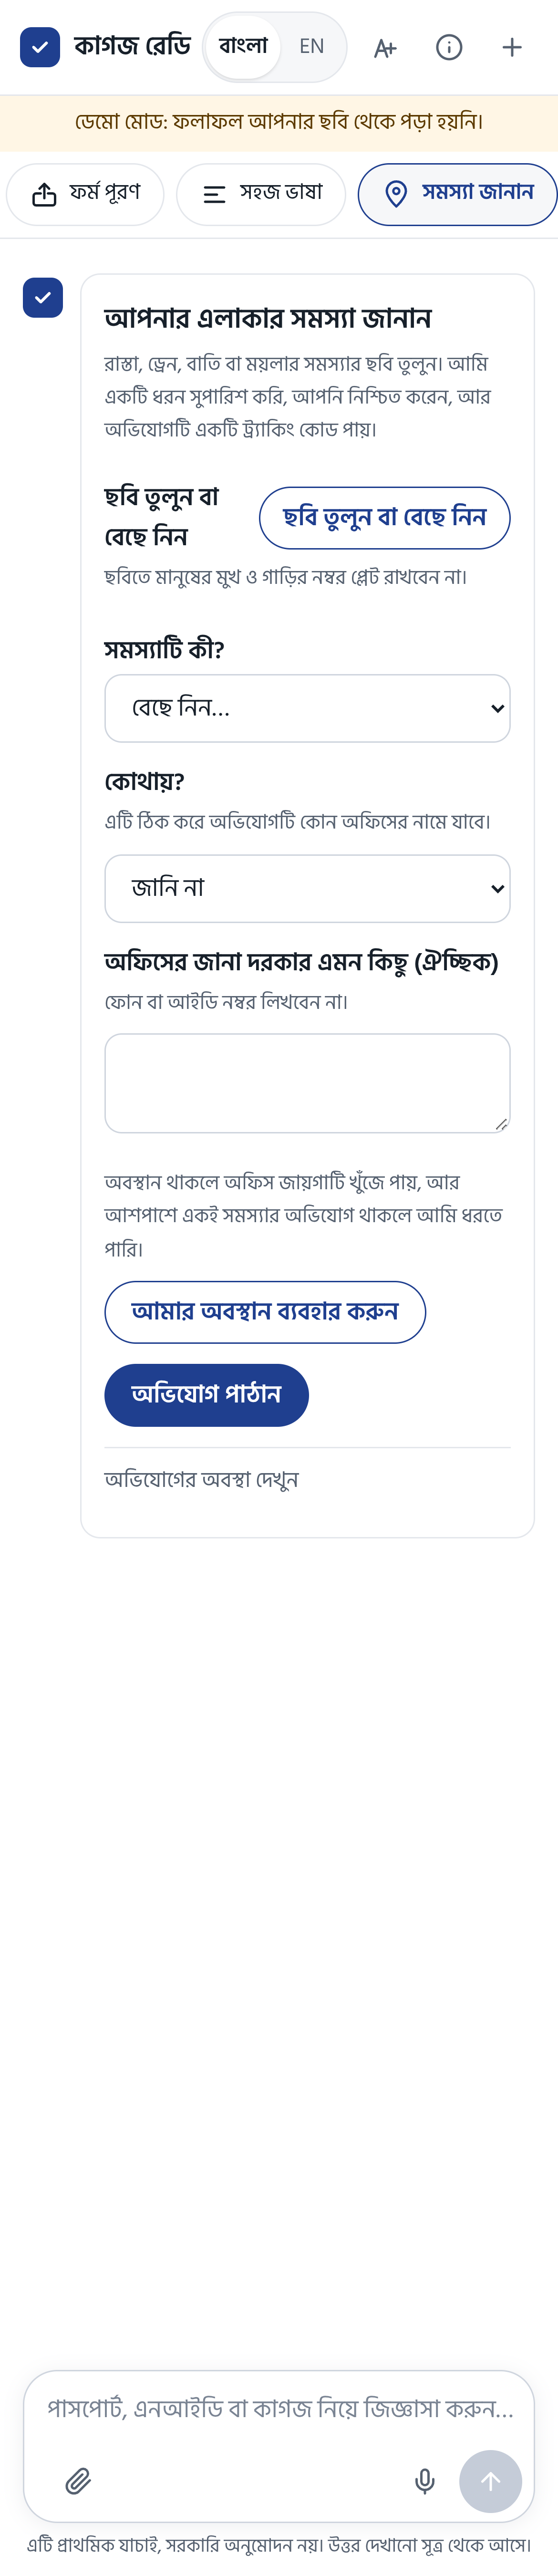 কাগজ রেডি বাংলা EN A+
ডেমো মোড: ফলাফল আপনার ছবি থেকে পড়া হয়নি।
ফর্ম পূরণ সহজ ভাষা সমস্যা জানান
আপনার এলাকার সমস্যা জানান
রাস্তা, ড্রেন, বাতি বা ময়লার সমস্যার ছবি তুলুন। আমি
একটি ধরন সুপারিশ করি, আপনি নিশ্চিত করেন, আর
অভিযোগটি একটি ট্র্যাকিং কোড পায়।
ছবি তুলুন বা
বেছে নিন
ছবি তুলুন বা বেছে নিন
ছবিতে মানুষের মুখ ও গাড়ির নম্বর প্লেট রাখবেন না।
সমস্যাটি কী?
বেছে নিন...
কোথায়?
এটি ঠিক করে অভিযোগটি কোন অফিসের নামে যাবে।
জানি না
অফিসের জানা দরকার এমন কিছু (ঐচ্ছিক)
ফোন বা আইডি নম্বর লিখবেন না।
অবস্থান থাকলে অফিস জায়গাটি খুঁজে পায়, আর
আশপাশে একই সমস্যার অভিযোগ থাকলে আমি ধরতে
পারি।
আমার অবস্থান ব্যবহার করুন
অভিযোগ পাঠান
অভিযোগের অবস্থা দেখুন
পাসপোর্ট, এনআইডি বা কাগজ নিয়ে জিজ্ঞাসা করুন...
এটি প্রাথমিক যাচাই, সরকারি অনুমোদন নয়। উত্তর দেখানো সূত্র থেকে আসে।